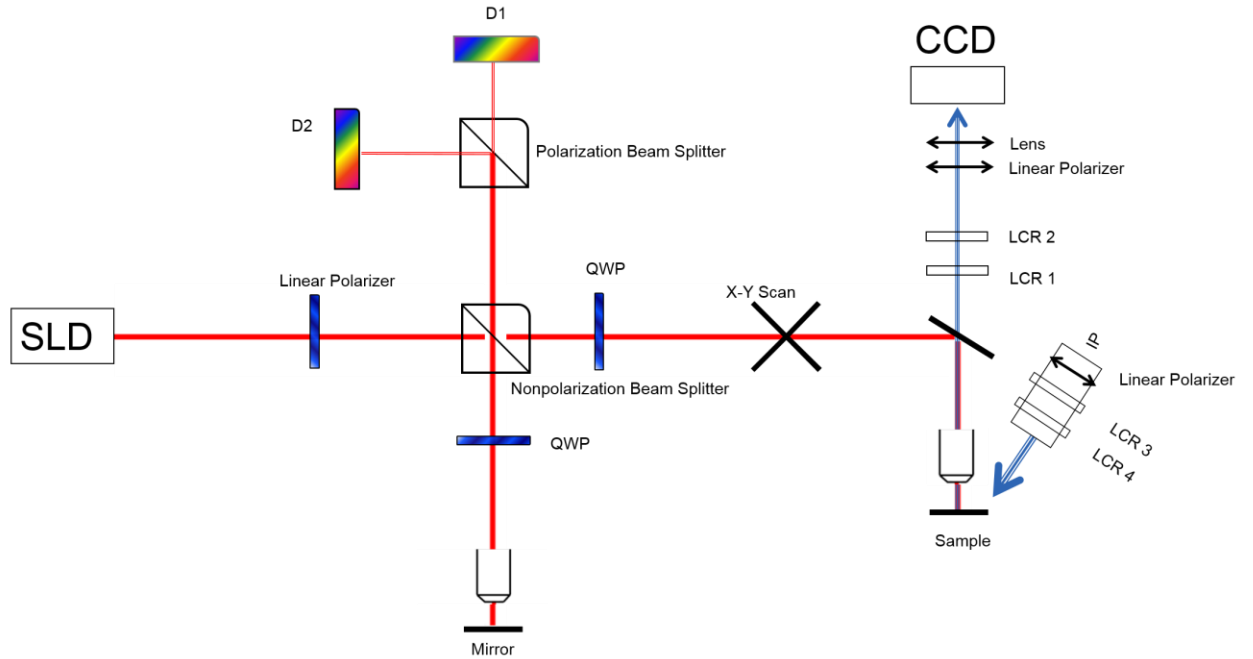 D1
CCD
D2
Polarization Beam Splitter
Lens
Linear Polarizer
LCR 2
LCR 1
QWP
Linear Polarizer
X-Y Scan
SLD
IP
Linear Polarizer
Nonpolarization Beam Splitter
QWP
LCR 3
LCR 4
Sample
Mirror